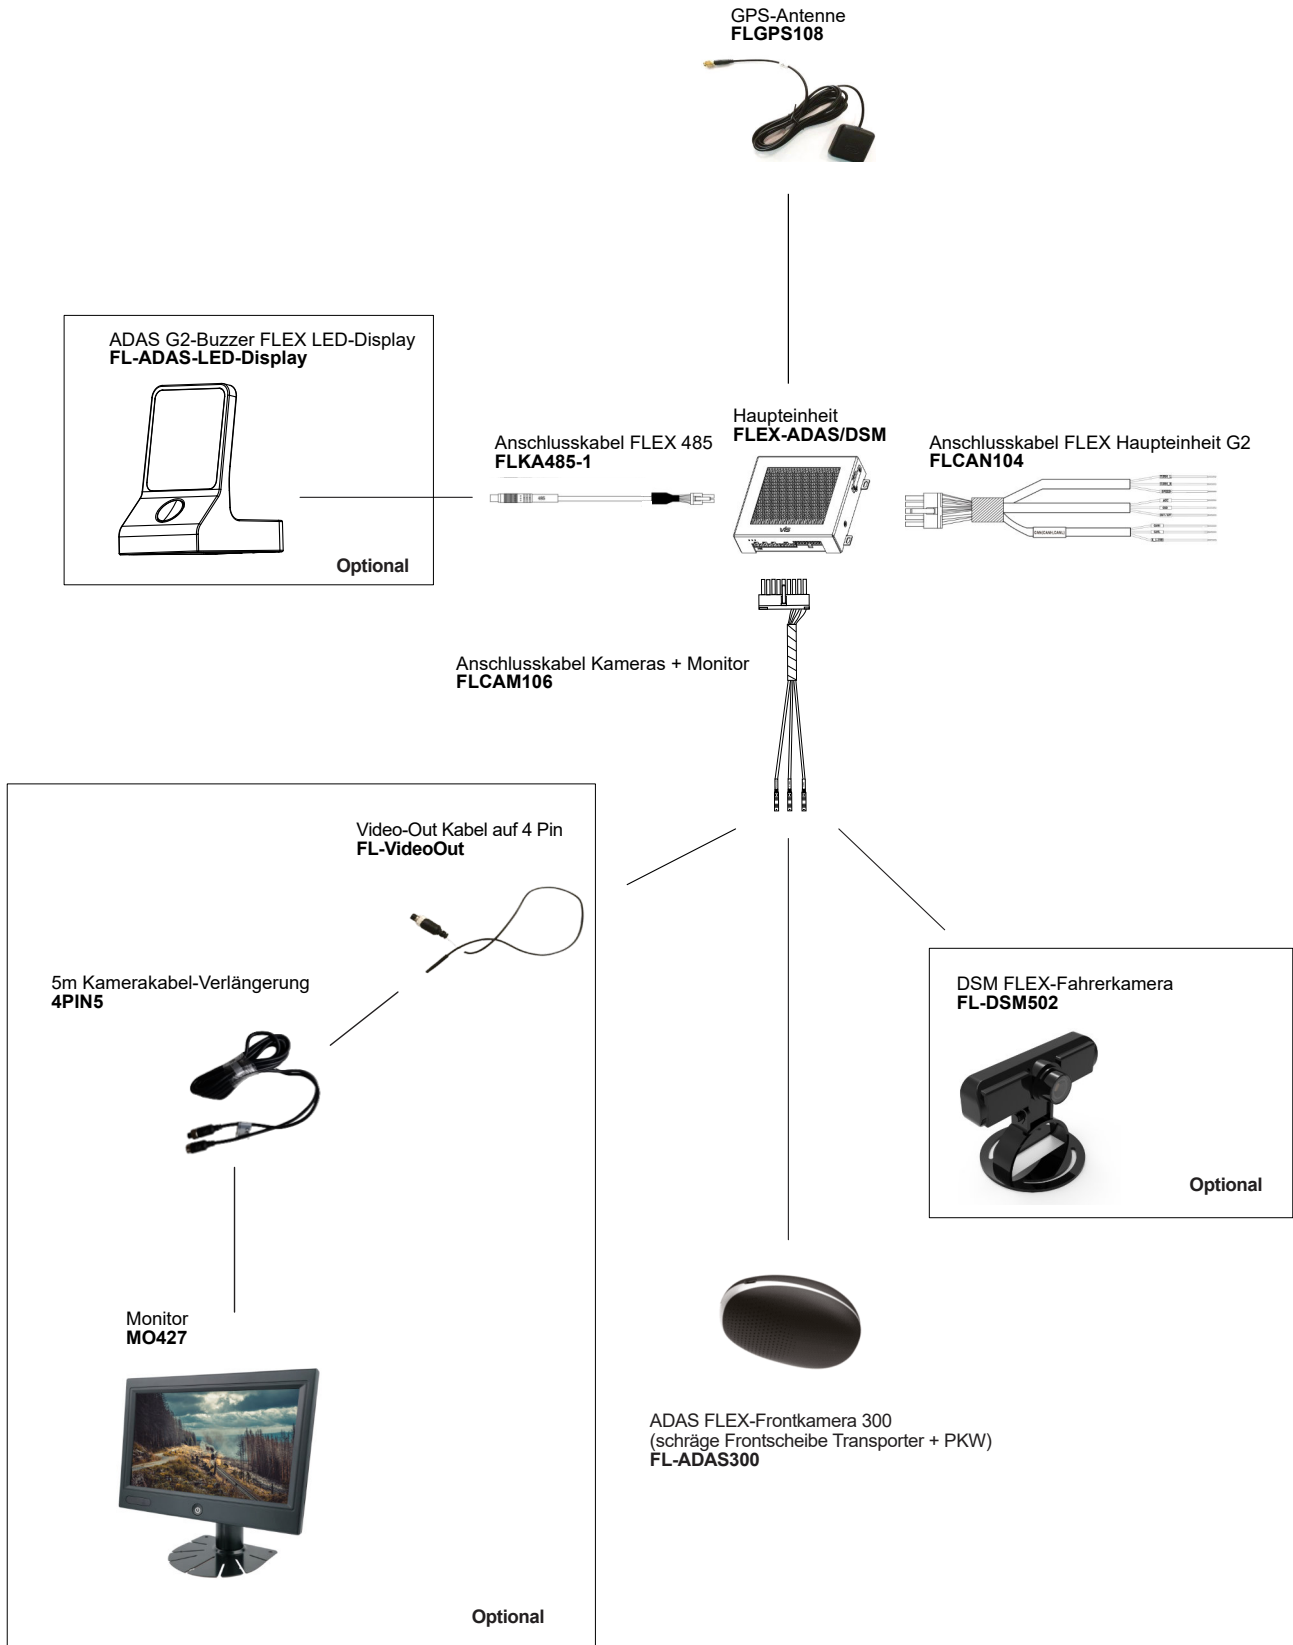 GPS-Antenne
FLGPS108
ADAS G2-Buzzer FLEX LED-Display
FL-ADAS-LED-Display
Optional
Anschlusskabel FLEX 485
FLKA485-1
Haupteinheit
FLEX-ADAS/DSM
Anschlusskabel FLEX Haupteinheit G2
FLCAN104
Anschlusskabel Kameras + Monitor
FLCAM106
Video-Out Kabel auf 4 Pin
FL-VideoOut
5m Kamerakabel-Verlängerung
4PIN5
Monitor
MO427
Optional
DSM FLEX-Fahrerkamera
FL-DSM502
Optional
ADAS FLEX-Frontkamera 300
(schräge Frontscheibe Transporter + PKW)
FL-ADAS300